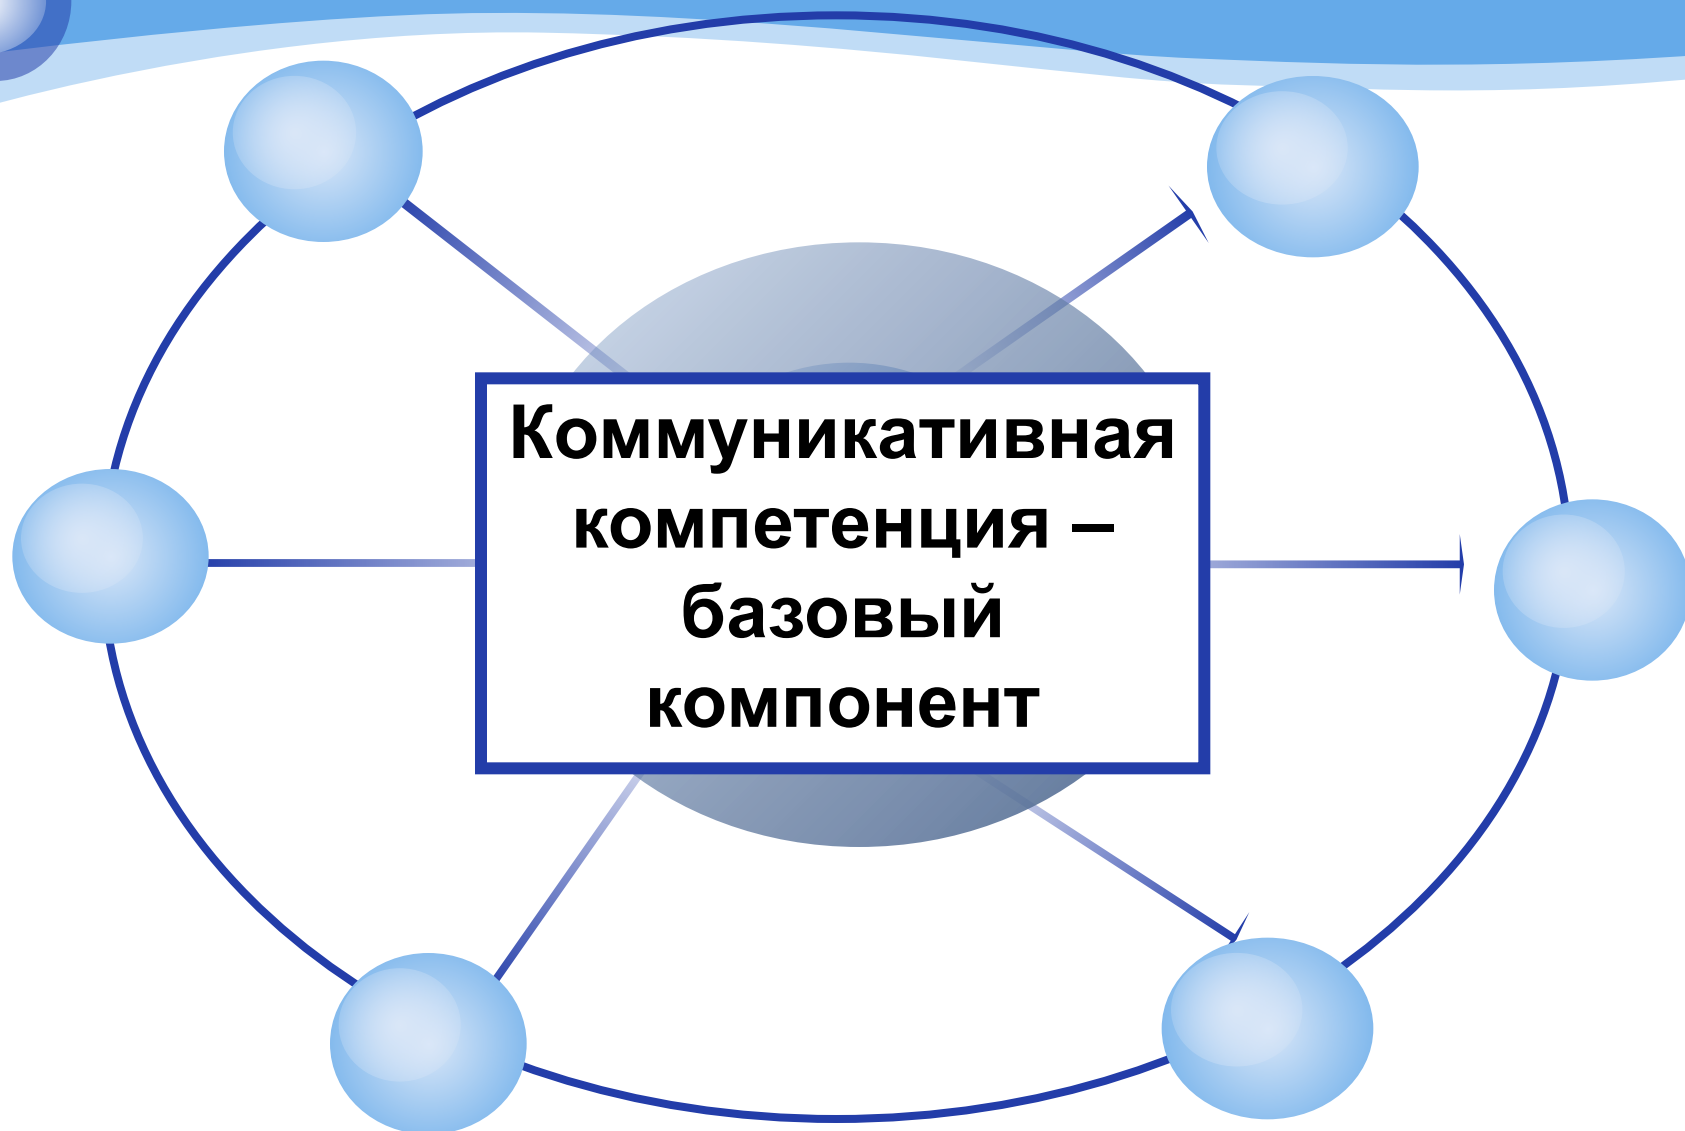 Коммуникативная
компетенция –
базовый
компонент